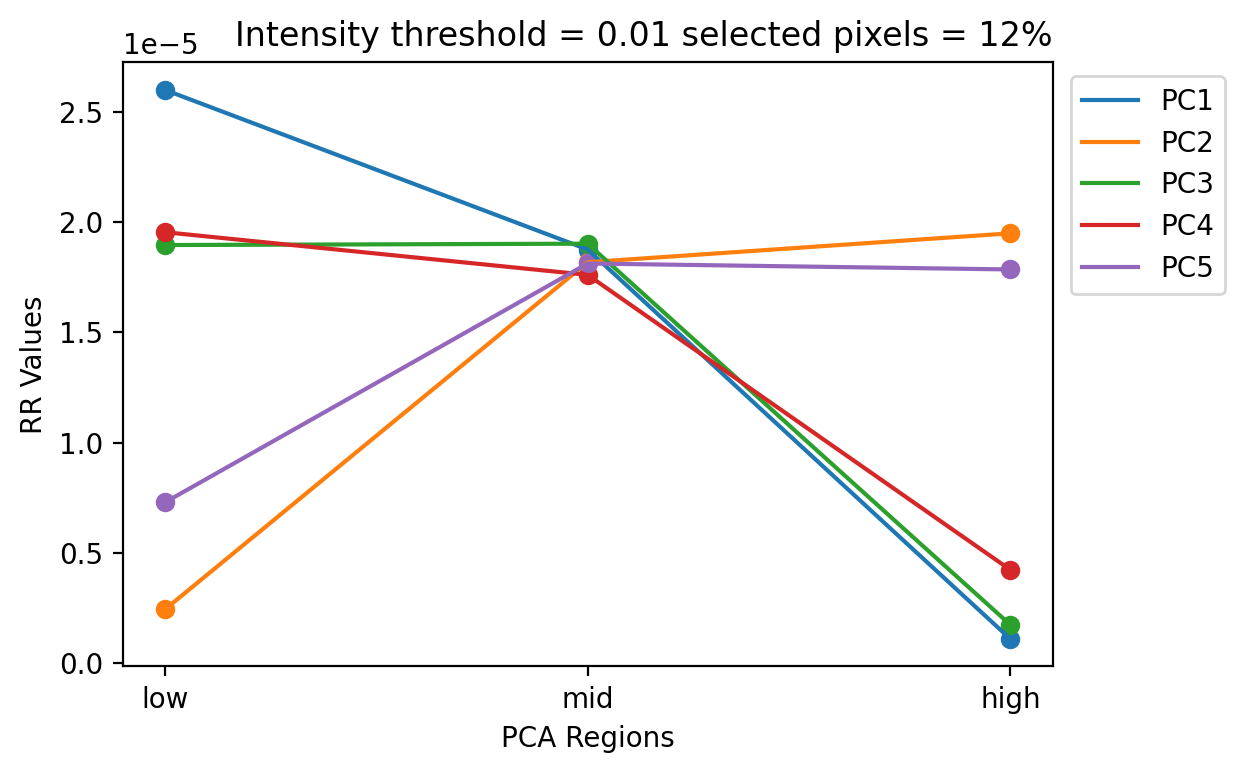 Intensity threshold = 0.01 selected pixels = 12%
1e−5
2.5
2.0
1.5
1.0
0.5
0.0
RR Values
low
mid
high
PCA Regions
PC1
PC2
PC3
PC4
PC5